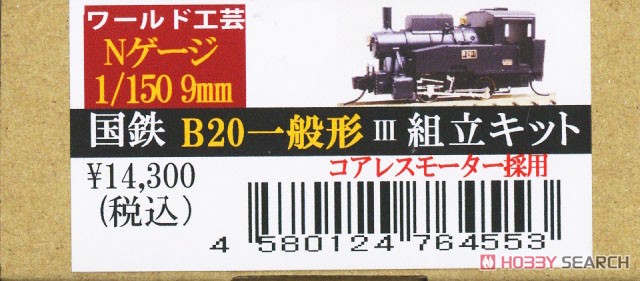 ワールド工芸
Nゲージ
1/150 9mm
国鉄 B20一般形 Ⅲ 組立キット
コアレスモーター採用
¥14,300
(税込)
4 580124 764553
HOBBY SEARCH